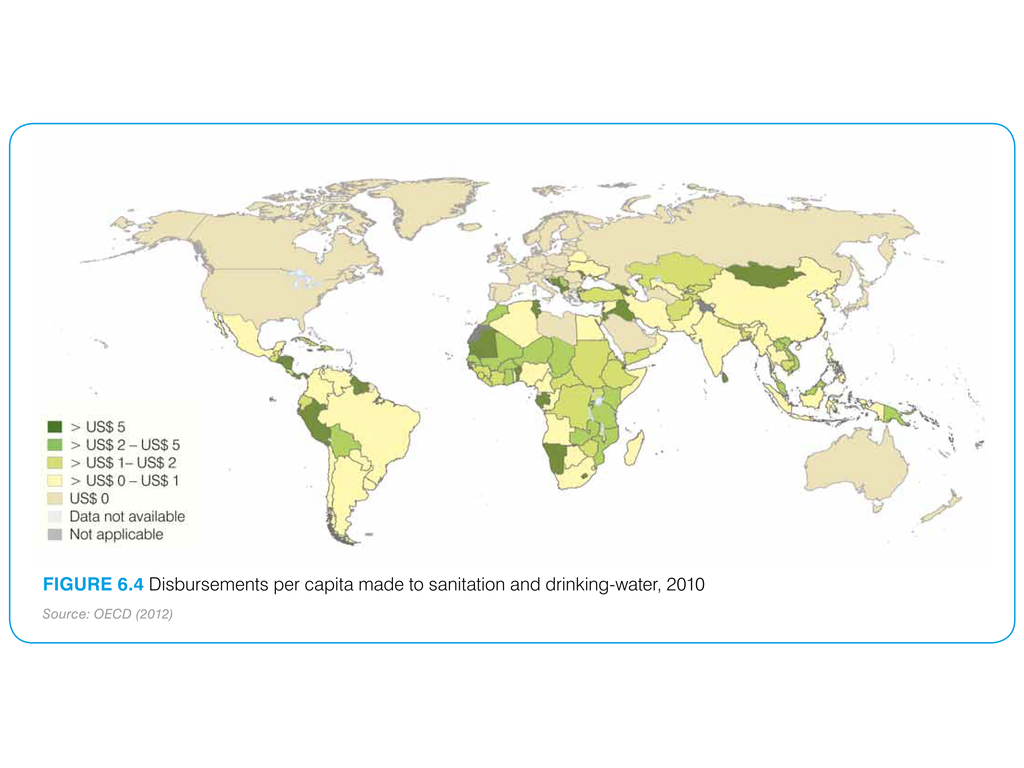 > US$ 5
> US$ 2 – US$ 5
> US$ 1– US$ 2
> US$ 0 – US$ 1
US$ 0
Data not available
Not applicable
FIGURE 6.4 Disbursements per capita made to sanitation and drinking-water, 2010
Source: OECD (2012)